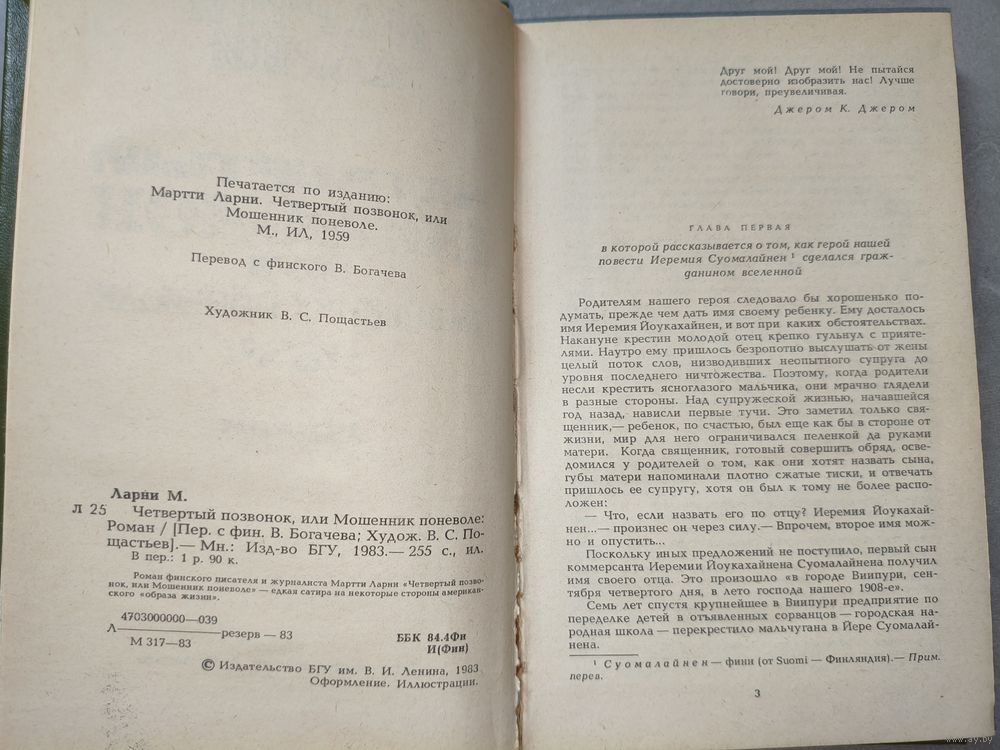 Печатается по изданию:
Мартти Ларни. Четвертый позвонок, или
Мошенник поневоле.
М., ИЛ, 1959
Перевод с финского В. Богачева
Художник В. С. Пощастьев
Ларни М.
Л 25 Четвертый позвонок, или Мошенник поневоле:
Роман / [Пер. с фин. В. Богачева; Худож. В. С. По-
щастьев].— Мн.: Изд-во БГУ, 1983.— 255 с., ил.
В пер.: 1 р. 90 к.
Роман финского писателя и журналиста Мартти Ларни «Четвертый позво-
нок, или Мошенник поневоле» — едкая сатира на некоторые стороны американ-
ского «образа жизни».
4703000000—039
Л——————резерв — 83
М 317—83
ББК 84.4Фи
И(Фин)
© Издательство БГУ им. В. И. Ленина, 1983
Оформление. Иллюстрации.
Друг мой! Друг мой! Не пытайся
достоверно изобразить нас! Лучше
говори, преувеличивая.
Джером К. Джером
ГЛАВА ПЕРВАЯ
в которой рассказывается о том, как герой нашей
повести Иеремия Суомалайнен ¹ сделался граж-
данином вселенной
Родителям нашего героя следовало бы хорошенько по-
думать, прежде чем дать имя своему ребенку. Ему досталось
имя Иеремия Йоукахайнен, и вот при каких обстоятельствах.
Накануне крестин молодой отец крепко гульнул с прияте-
лями. Наутро ему пришлось безропотно выслушать от жены
целый поток слов, низводивших неопытного супруга до
уровня последнего ничтожества. Поэтому, когда родители
несли крестить ясноглазого мальчика, они мрачно глядели
в разные стороны. Над супружеской жизнью, начавшейся
год назад, нависли первые тучи. Это заметил только свя-
щенник,— ребенок, по счастью, был еще как бы в стороне от
жизни, мир для него ограничивался пеленкой да руками
матери. Когда священник, готовый совершить обряд, осве-
домился у родителей о том, как они хотят назвать сына,
губы матери напоминали плотно сжатые тиски, и отвечать
пришлось ее супругу, хотя он был к тому не более располо-
жен:
— Что, если назвать его по отцу? Иеремия Йоукахай-
нен...— произнес он через силу.— Впрочем, второе имя мож-
но и опустить...
Поскольку иных предложений не поступило, первый сын
коммерсанта Иеремии Йоукахайнена Суомалайнена получил
имя своего отца. Это произошло «в городе Виипури, сен-
тября четвертого дня, в лето господа нашего 1908-е».
Семь лет спустя крупнейшее в Виипури предприятие по
переделке детей в отъявленных сорванцов — городская на-
родная школа — перекрестило мальчугана в Йере Суомалай-
нена.
¹ Суомалайнен — финн (от Suomi — Финляндия).— Прим.
перев.
3
www.ay.by